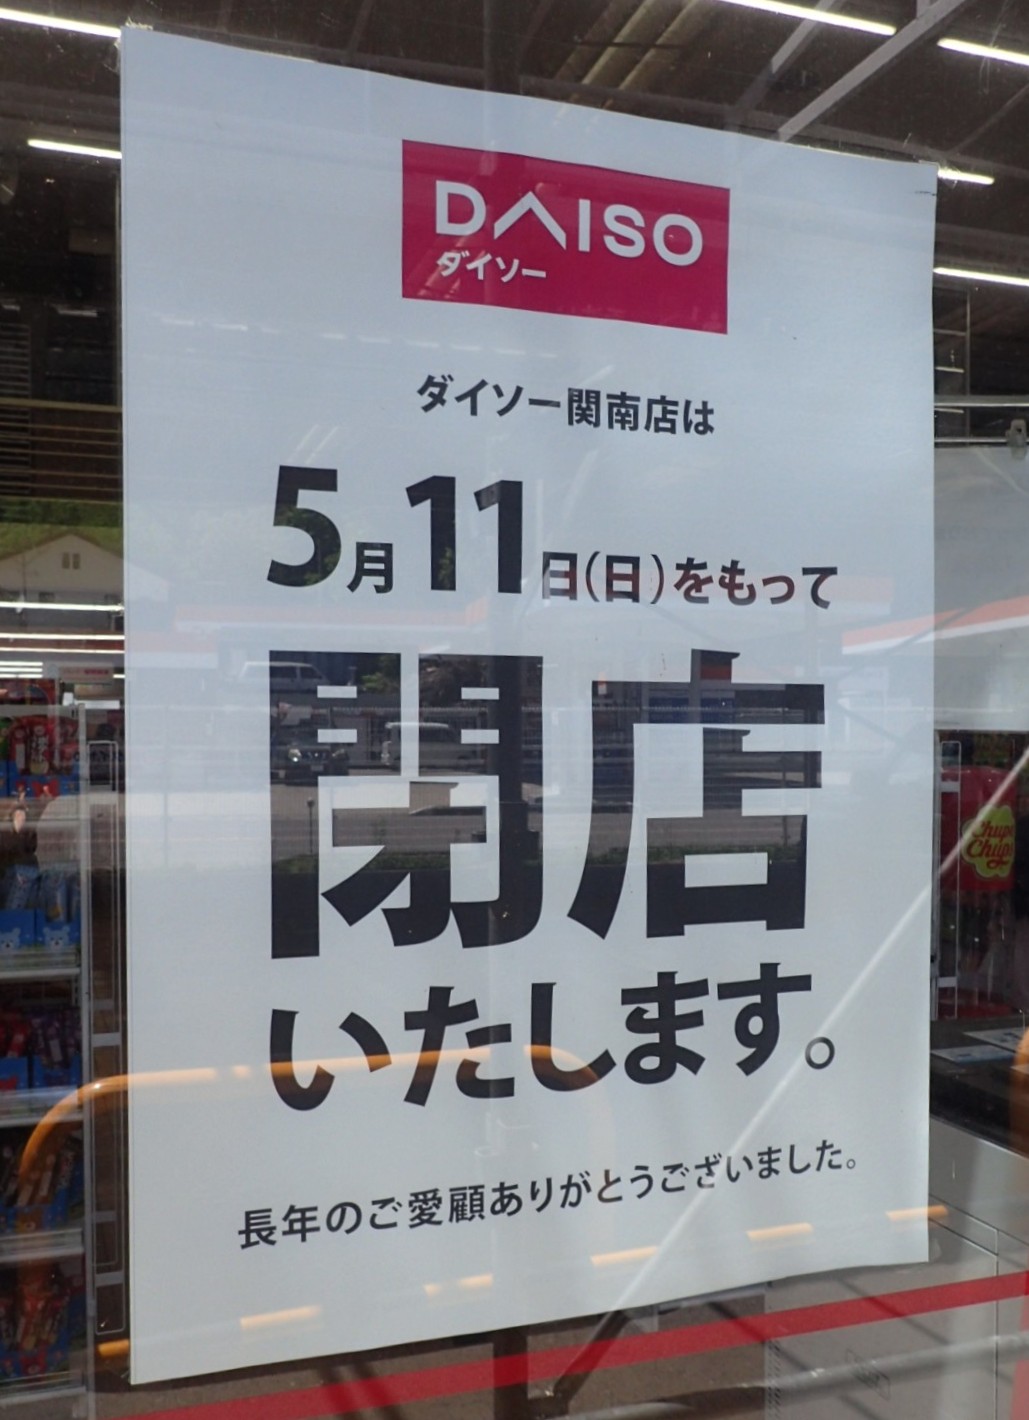 DAISO
ダイソー
ダイソー関南店は
5月11日(日)をもって
閉店
いたします。
長年のご愛顧ありがとうございました。
Chupa
Chups